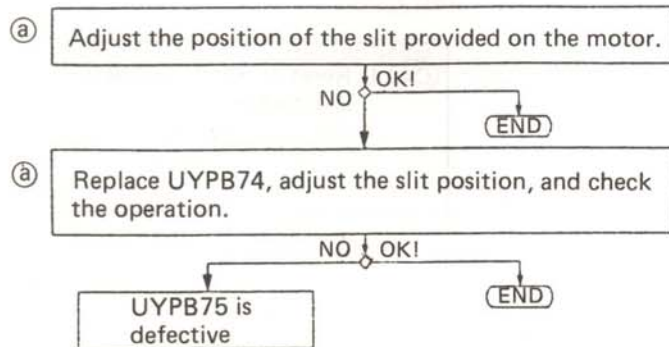 ⓐ Adjust the position of the slit provided on the motor.
NO OK!
END
ⓐ Replace UYPB74, adjust the slit position, and check
the operation.
NO OK!
UYPB75 is
defective
END